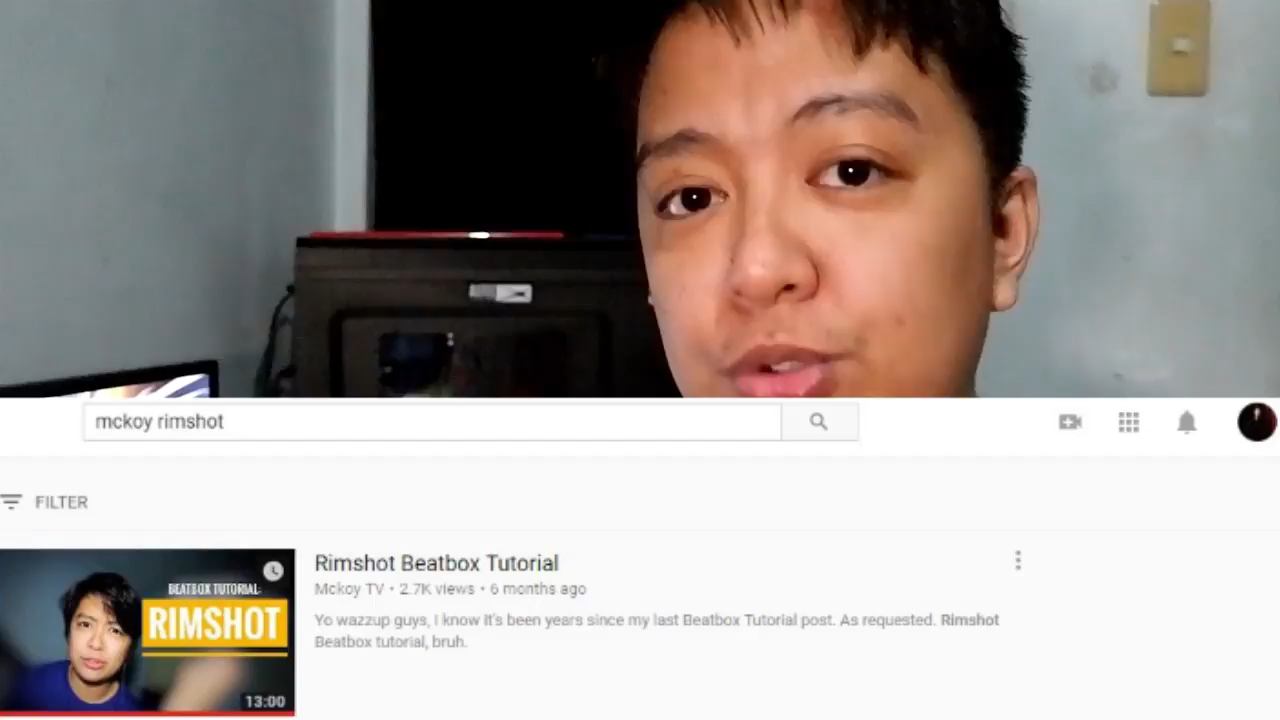 mckoy rimshot
FILTER
BEATBOX TUTORIAL:
RIMSHOT
13:00
Rimshot Beatbox Tutorial
Mckoy TV • 2.7K views • 6 months ago
Yo wazzup guys, I know it's been years since my last Beatbox Tutorial post. As requested. Rimshot
Beatbox tutorial, bruh.